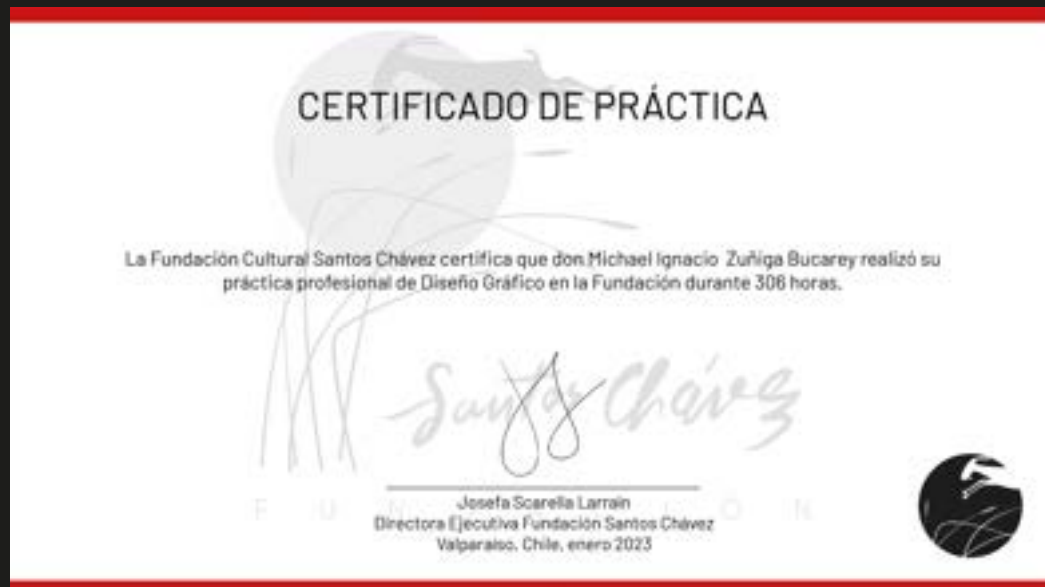 CERTIFICADO DE PRÁCTICA
La Fundación Cultural Santos Chávez certifica que don Michael Ignacio Zuñiga Bucarey realizó su
práctica profesional de Diseño Gráfico en la Fundación durante 306 horas.
Santos Chávez
FUNDACIÓN
Josefa Scarella Larrain
Directora Ejecutiva Fundación Santos Chávez
Valparaíso, Chile, enero 2023